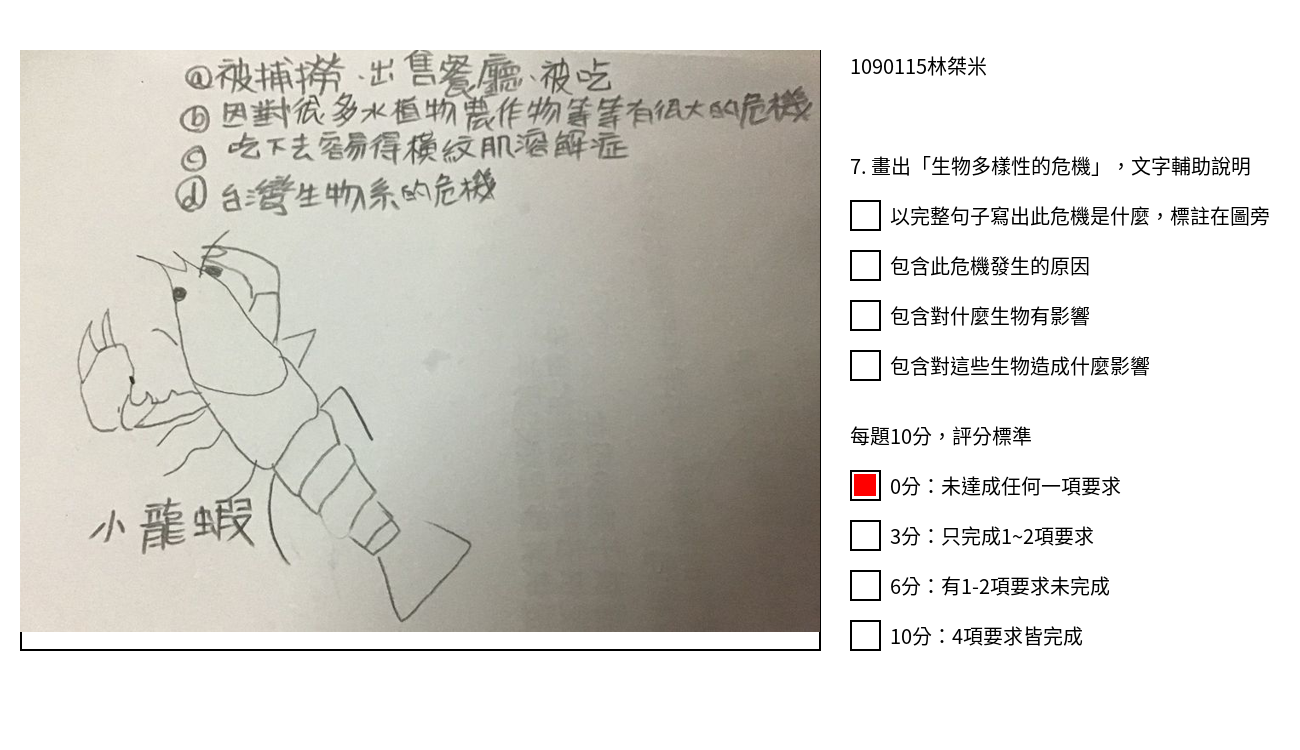 ⓐ被捕撈、出售餐廳、被吃
ⓑ因對很多水植物農作物等等有很大的危機
ⓒ吃下去容易得橫紋肌溶解症
ⓓ台灣生物系的危機
小龍蝦
1090115林桀米
7. 畫出「生物多樣性的危機」，文字輔助說明
以完整句子寫出此危機是什麼，標註在圖旁
包含此危機發生的原因
包含對什麼生物有影響
包含對這些生物造成什麼影響
每題10分，評分標準
0分：未達成任何一項要求
3分：只完成1~2項要求
6分：有1-2項要求未完成
10分：4項要求皆完成